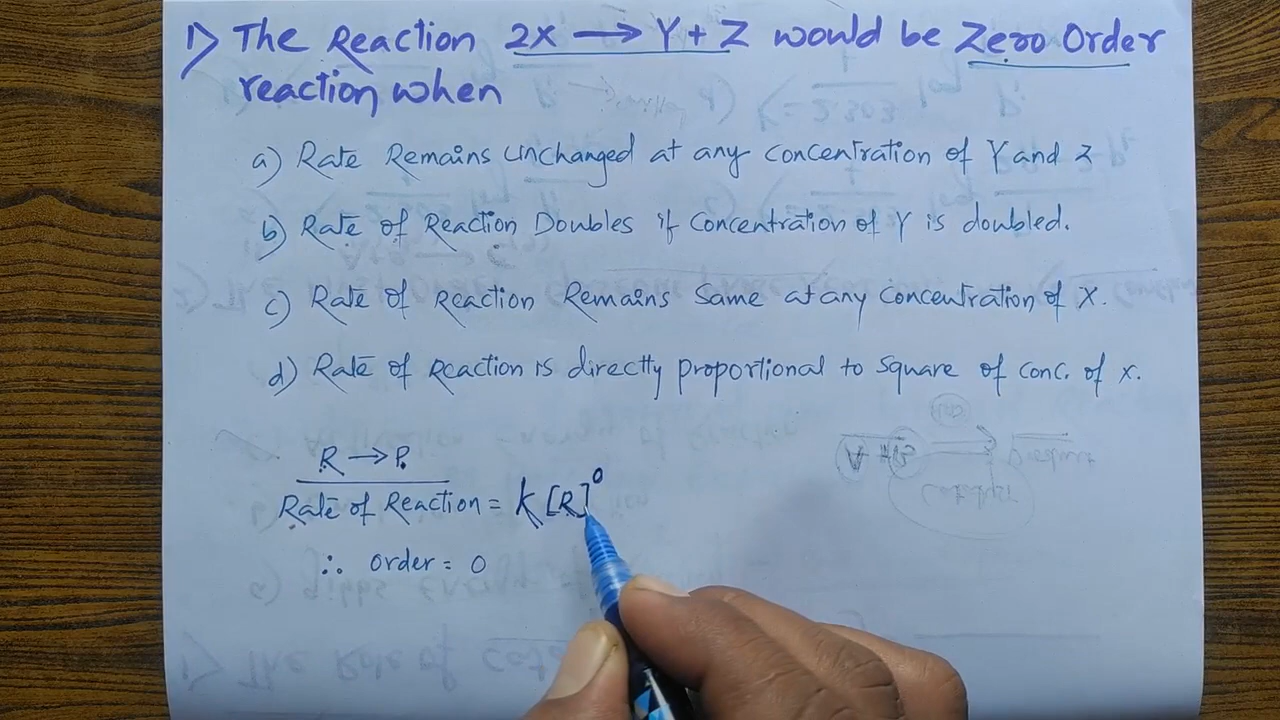 1) The Reaction 2X → Y + Z would be Zero Order
reaction when
a) Rate Remains unchanged at any concentration of Y and Z
b) Rate of Reaction Doubles if concentration of Y is doubled.
c) Rate of Reaction Remains Same at any concentration of X.
d) Rate of Reaction is directly proportional to square of conc. of x.
R → P.
Rate of Reaction = K [R]⁰
∴ order = 0